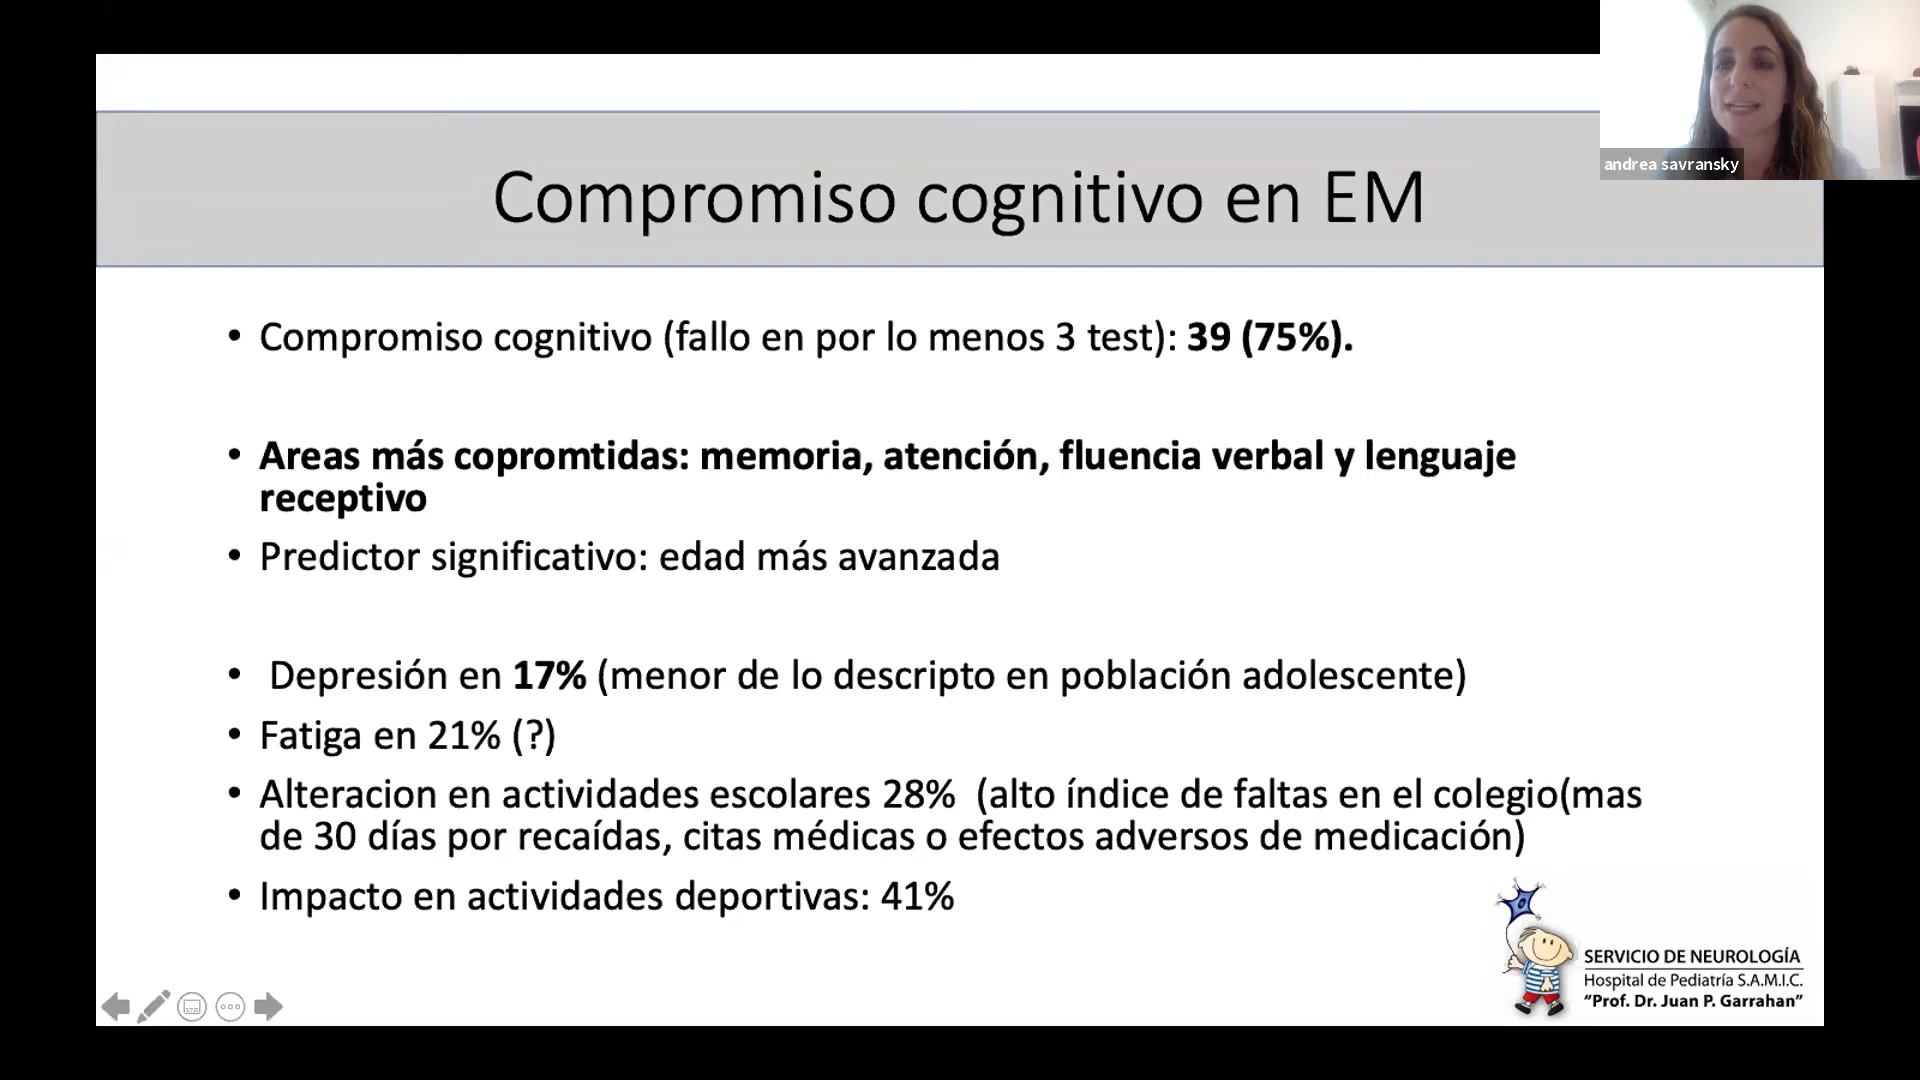 andrea savransky
Compromiso cognitivo en EM
• Compromiso cognitivo (fallo en por lo menos 3 test): 39 (75%).
• Areas más copromtidas: memoria, atención, fluencia verbal y lenguaje
receptivo
• Predictor significativo: edad más avanzada
• Depresión en 17% (menor de lo descripto en población adolescente)
• Fatiga en 21% (?)
• Alteracion en actividades escolares 28% (alto índice de faltas en el colegio(mas
de 30 días por recaídas, citas médicas o efectos adversos de medicación)
• Impacto en actividades deportivas: 41%
SERVICIO DE NEUROLOGÍA
Hospital de Pediatría S.A.M.I.C.
“Prof. Dr. Juan P. Garrahan”